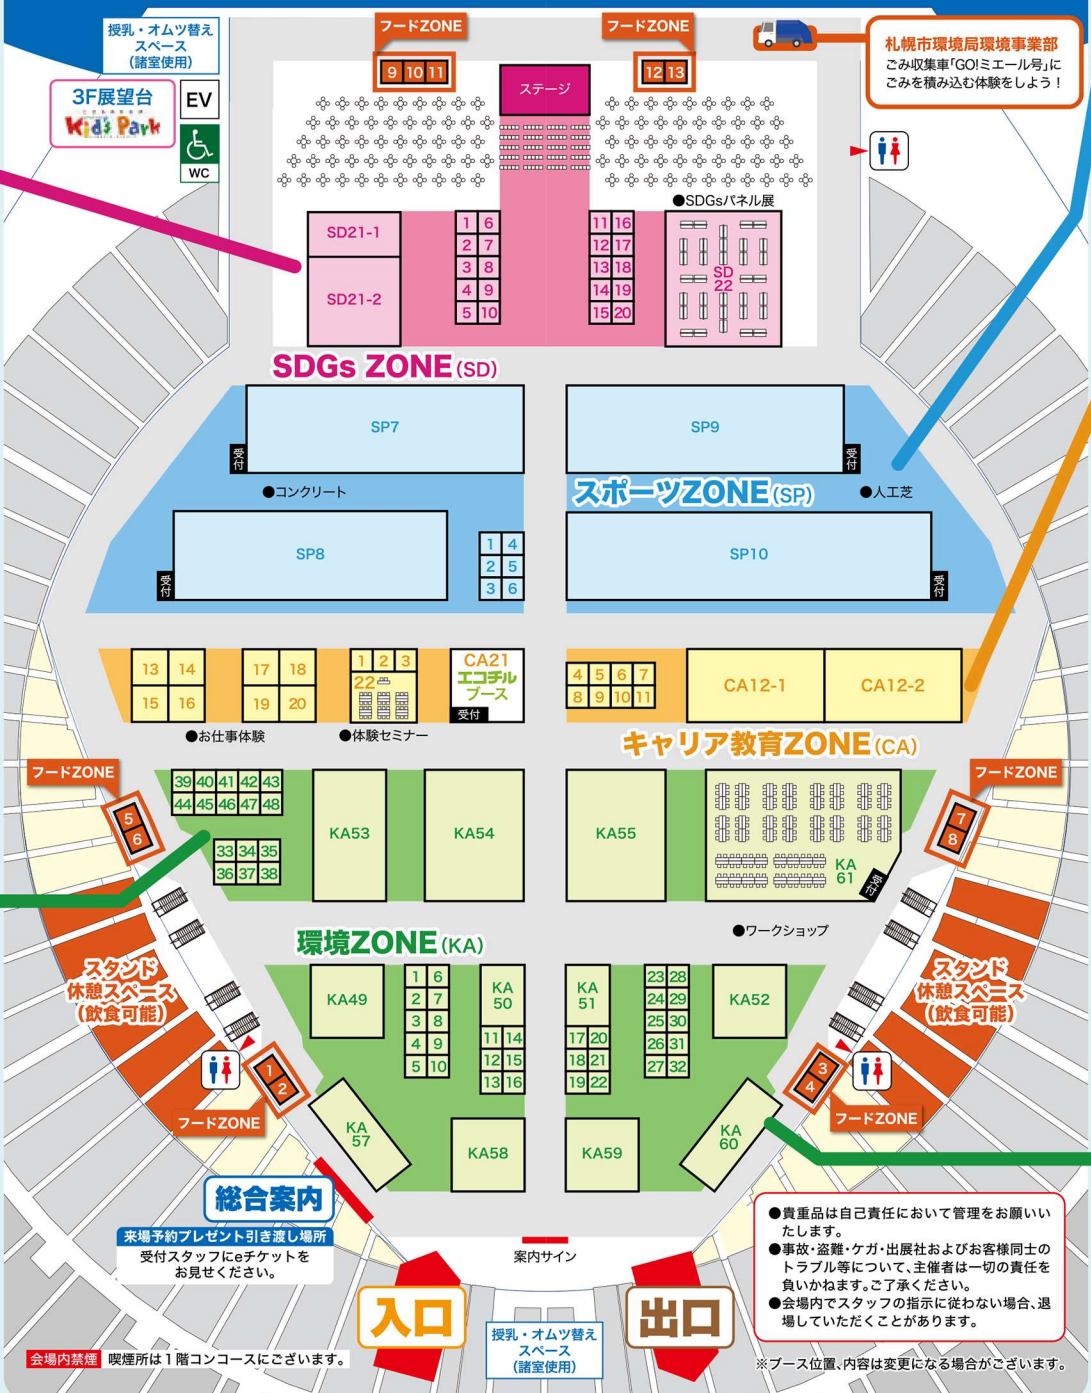 授乳・オムツ替え
スペース
（諸室使用）
フードZONE
フードZONE
札幌市環境局環境事業部
ごみ収集車「GO!ミエール号」に
ごみを積み込む体験をしよう！
3F展望台
Kid's Park
EV
WC
9 10 11
12 13
ステージ
●SDGsパネル展
SD21-1
SD21-2
1 6
2 7
3 8
4 9
5 10
11 16
12 17
13 18
14 19
15 20
SD
22
SDGs ZONE(SD)
SP7
受付
●コンクリート
SP9
受付
スポーツZONE(SP)
●人工芝
SP8
受付
1 4
2 5
3 6
SP10
受付
13 14
15 16
17 18
19 20
●お仕事体験
1 2 3
22
●体験セミナー
CA21
エコチル
ブース
受付
4 5 6 7
8 9 10 11
CA12-1
CA12-2
キャリア教育ZONE(CA)
フードZONE
5
6
フードZONE
7
8
39 40 41 42 43
44 45 46 47 48
33 34 35
36 37 38
KA53
KA54
KA55
KA
61
受付
●ワークショップ
環境ZONE(KA)
スタンド
休憩スペース
（飲食可能）
スタンド
休憩スペース
（飲食可能）
KA49
1 6
2 7
3 8
4 9
5 10
KA
50
11 14
12 15
13 16
KA
51
17 20
18 21
19 22
23 28
24 29
25 30
26 31
27 32
KA52
1
2
フードZONE
3
4
フードZONE
KA
57
KA58
KA59
KA
60
総合案内
来場予約プレゼント引き渡し場所
受付スタッフにeチケットを
お見せください。
案内サイン
入口
出口
授乳・オムツ替え
スペース
（諸室使用）
●貴重品は自己責任において管理をお願いい
たします。
●事故・盗難・ケガ・出展社およびお客様同士の
トラブル等について、主催者は一切の責任を
負いかねます。ご了承ください。
●会場内でスタッフの指示に従わない場合、退
場していただくことがあります。
会場内禁煙 喫煙所は1階コンコースにございます。
※ブース位置、内容は変更になる場合がございます。